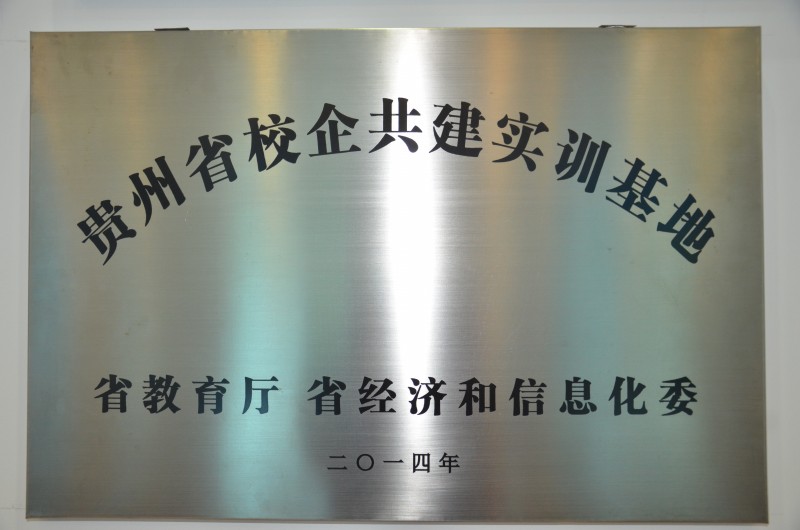 贵州省校企共建实训基地
省教育厅 省经济和信息化委
二〇一四年